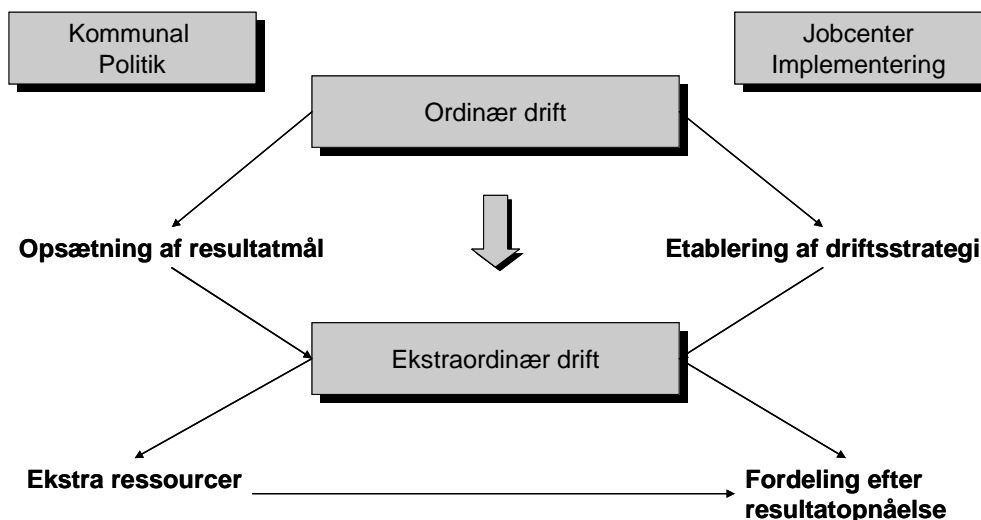 Kommunal
Politik
Jobcenter
Implementering
Ordinær drift
Opsætning af resultatmål
Etablering af driftsstrategi
Ekstraordinær drift
Ekstra ressourcer
Fordeling efter
resultatopnåelse